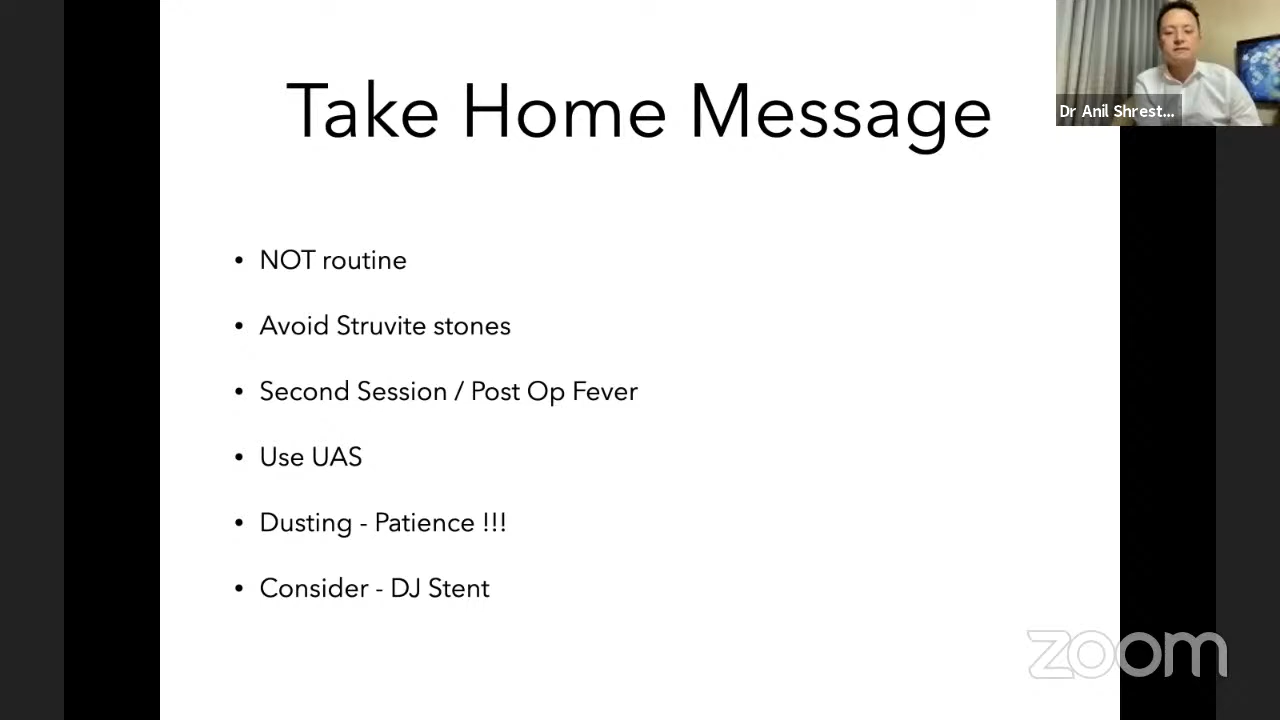 Take Home Message
Dr Anil Shrest...
• NOT routine
• Avoid Struvite stones
• Second Session / Post Op Fever
• Use UAS
• Dusting - Patience !!!
• Consider - DJ Stent
zoom